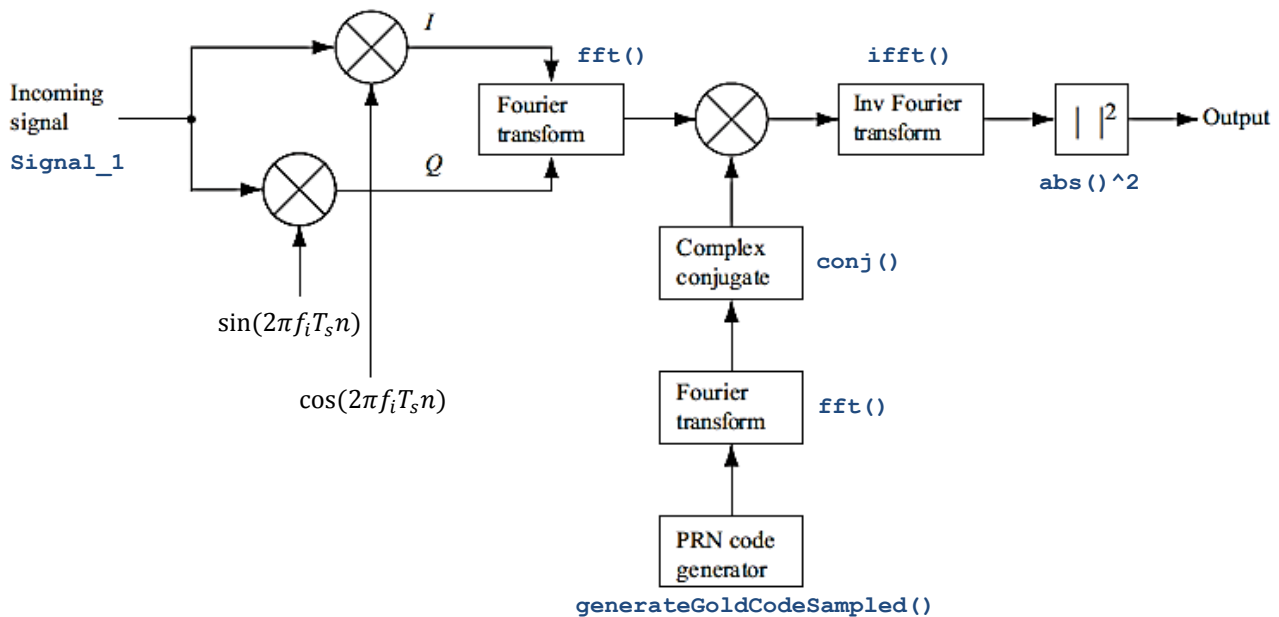 I
fft()
ifft()
Incoming
signal
Fourier
transform
Inv Fourier
transform
| |²
Output
Signal_1
Q
abs()^2
Complex
conjugate
conj()
sin(2πfᵢTₛn)
cos(2πfᵢTₛn)
Fourier
transform
fft()
PRN code
generator
generateGoldCodeSampled()